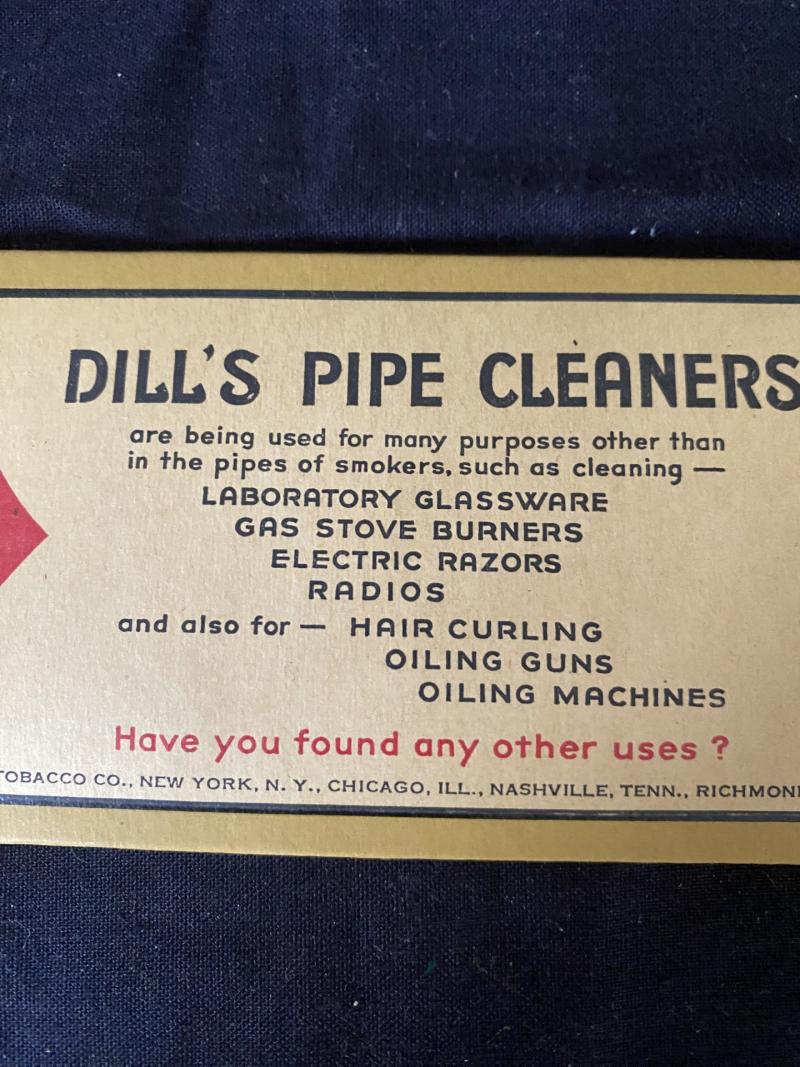 DILL'S PIPE CLEANERS
are being used for many purposes other than
in the pipes of smokers, such as cleaning —
LABORATORY GLASSWARE
GAS STOVE BURNERS
ELECTRIC RAZORS
RADIOS
and also for — HAIR CURLING
OILING GUNS
OILING MACHINES
Have you found any other uses ?
TOBACCO CO., NEW YORK, N. Y., CHICAGO, ILL., NASHVILLE, TENN., RICHMON